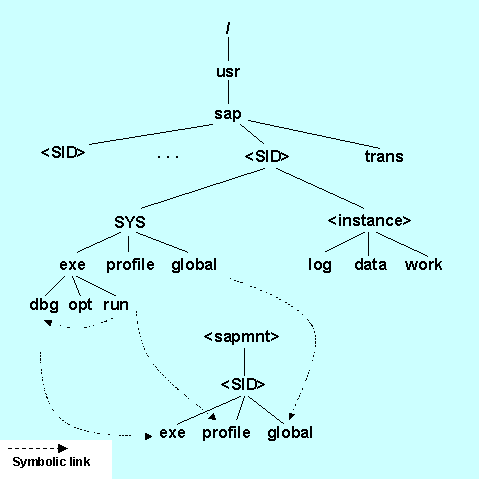 /
usr
sap
<SID> . . . <SID> trans
SYS <instance>
exe profile global log data work
dbg opt run
<sapmnt>
<SID>
exe profile global
Symbolic link